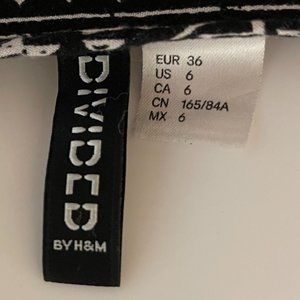 DIVIDED
BY H&M
EUR 36
US 6
CA 6
CN 165/84A
MX 6